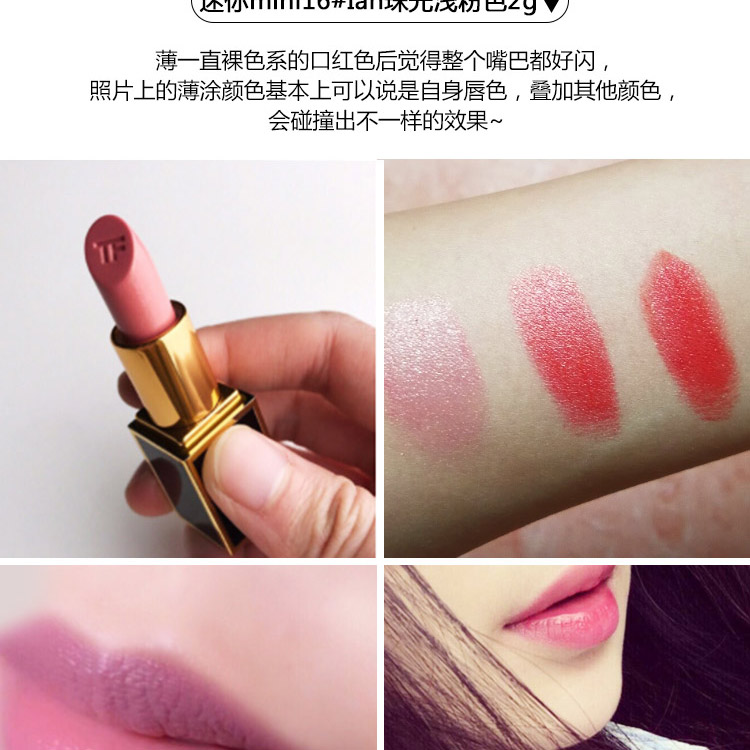 迷你mini16#Ian珠光浅粉色2g▼
薄一直裸色系的口红色后觉得整个嘴巴都好闪，
照片上的薄涂颜色基本上可以说是自身唇色，叠加其他颜色，
会碰撞出不一样的效果~
TF